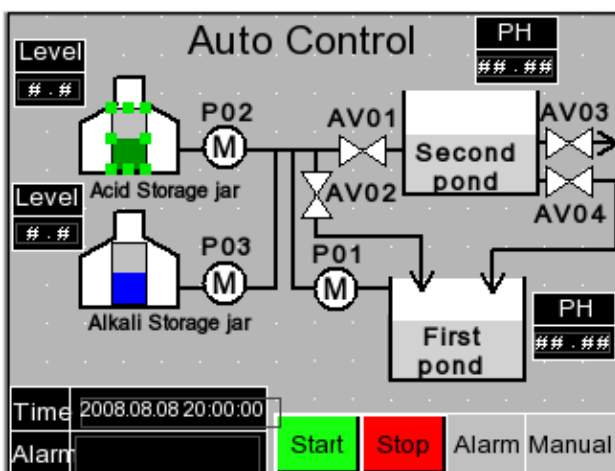 Auto Control
PH
##.##
Level
#.#
P02
M
AV01
AV03
Second
pond
Acid Storage jar
AV02
AV04
Level
#.#
P03
M
P01
M
Alkali Storage jar
First
pond
PH
##.##
Time 2008.08.08 20:00:00
Alarm
Start Stop Alarm Manual